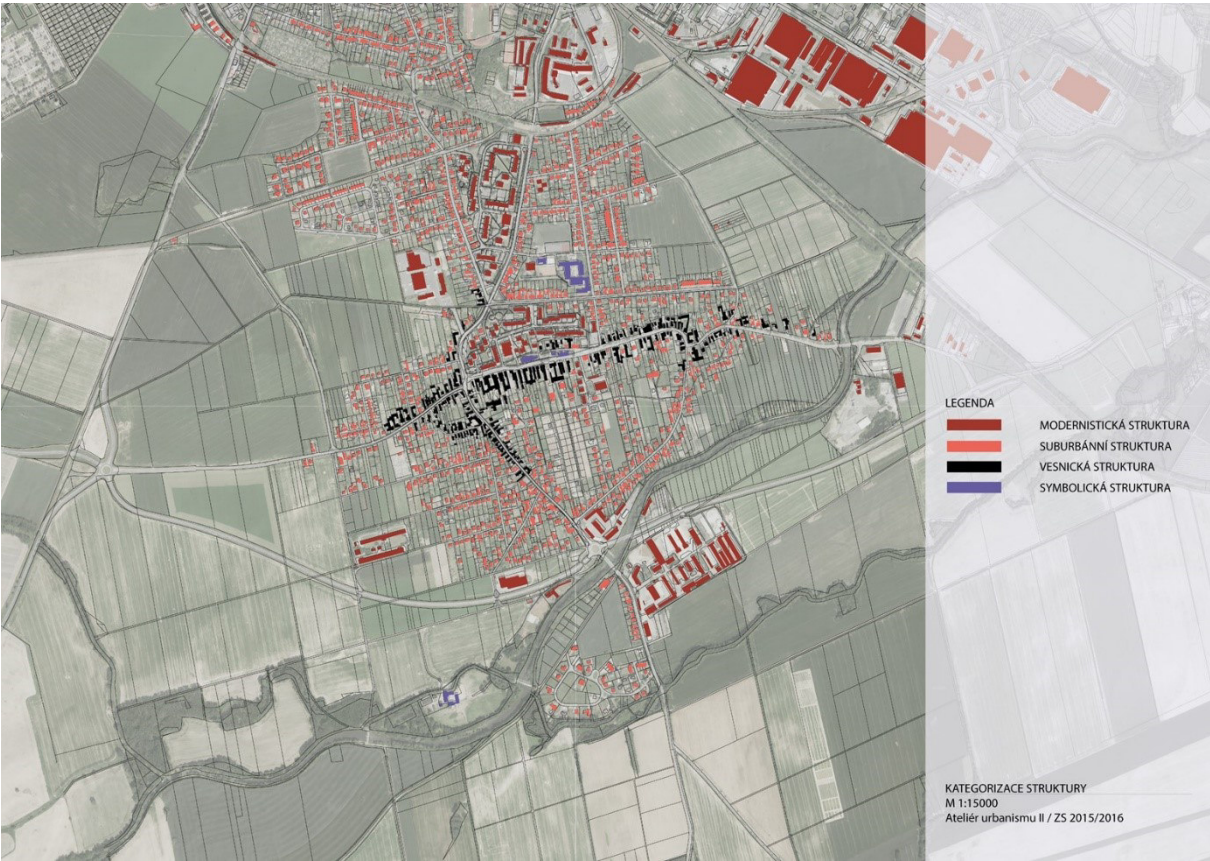 LEGENDA
MODERNISTICKÁ STRUKTURA
SUBURBÁNNÍ STRUKTURA
VESNICKÁ STRUKTURA
SYMBOLICKÁ STRUKTURA
KATEGORIZACE STRUKTURY
M 1:15000
Ateliér urbanismu II / ZS 2015/2016